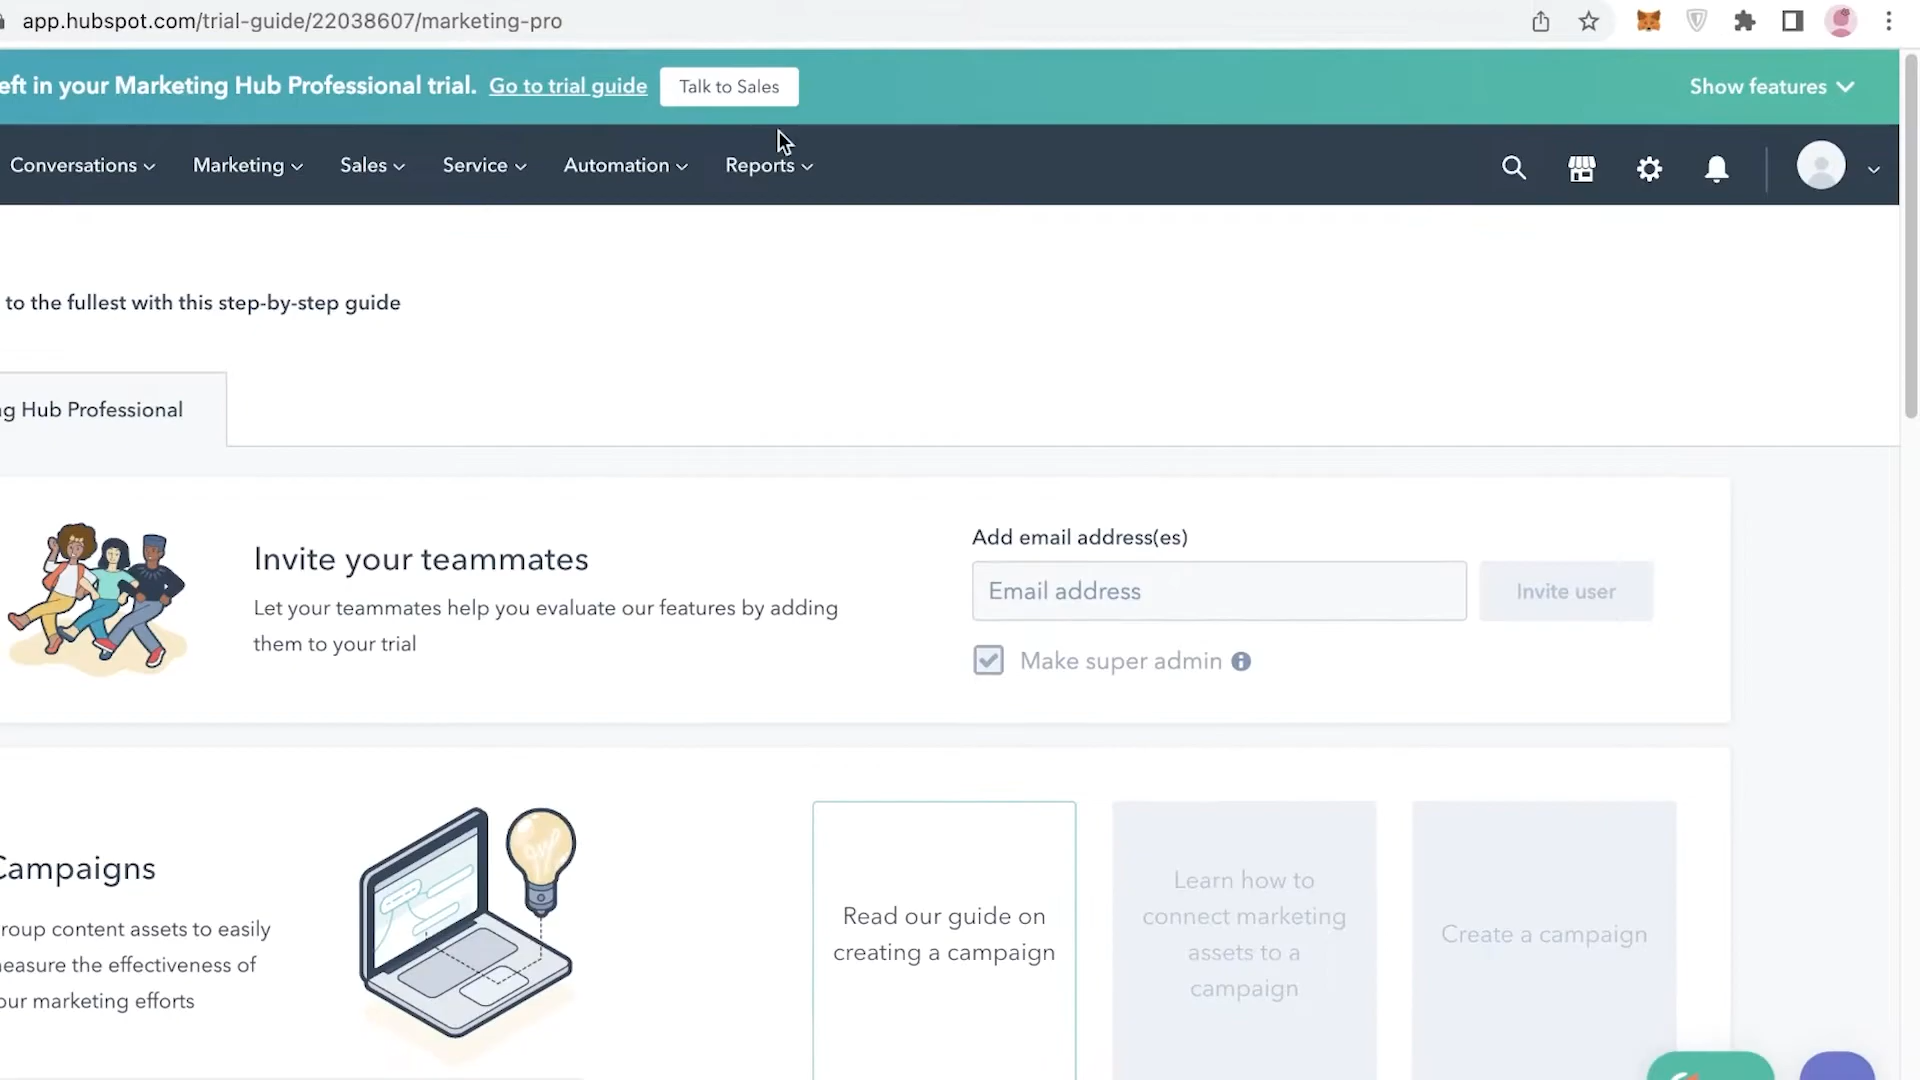 app.hubspot.com/trial-guide/22038607/marketing-pro
eft in your Marketing Hub Professional trial. Go to trial guide Talk to Sales Show features
Conversations Marketing Sales Service Automation Reports
to the fullest with this step-by-step guide
ng Hub Professional
Invite your teammates
Let your teammates help you evaluate our features by adding
them to your trial
Add email address(es)
Email address Invite user
Make super admin
Campaigns
roup content assets to easily
easure the effectiveness of
our marketing efforts
Read our guide on
creating a campaign
Learn how to
connect marketing
assets to a
campaign
Create a campaign